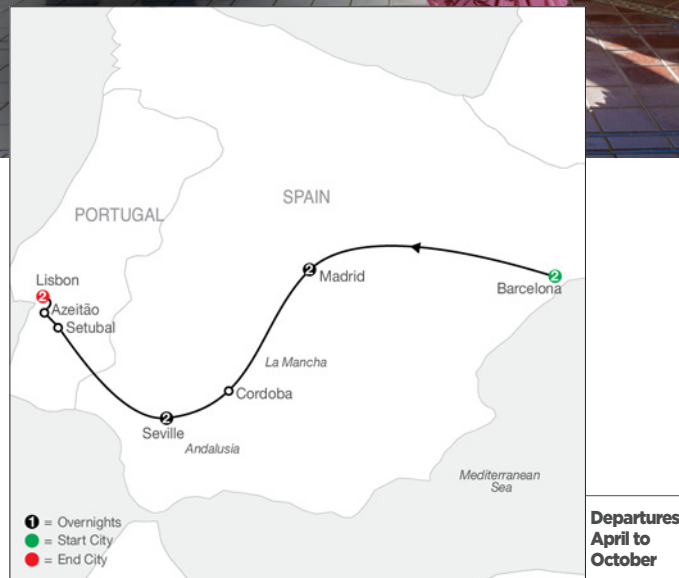 SPAIN
PORTUGAL
Lisbon
2
Azeitão
Setubal
2
Madrid
2
Barcelona
La Mancha
Cordoba
2
Seville
Andalusia
Mediterranean
Sea
1 = Overnights
= Start City
= End City
Departures
April to
October